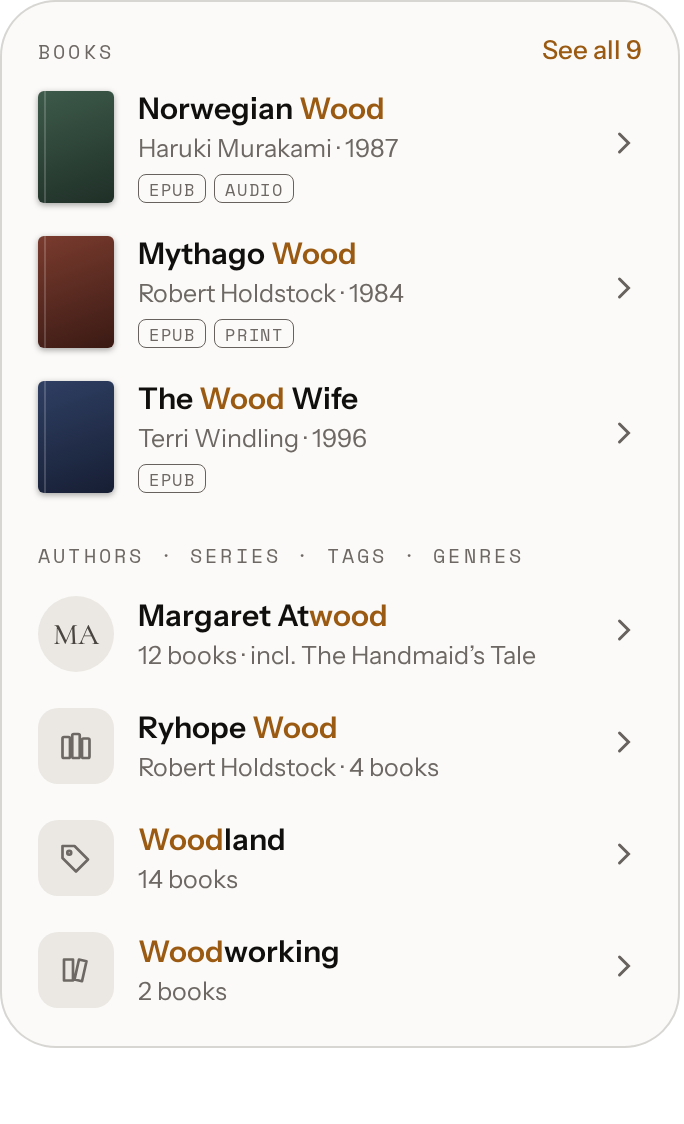 BOOKS
See all 9
Norwegian Wood
Haruki Murakami · 1987
EPUB AUDIO
Mythago Wood
Robert Holdstock · 1984
EPUB PRINT
The Wood Wife
Terri Windling · 1996
EPUB
AUTHORS · SERIES · TAGS · GENRES
MA
Margaret Atwood
12 books · incl. The Handmaid’s Tale
Ryhope Wood
Robert Holdstock · 4 books
Woodland
14 books
Woodworking
2 books